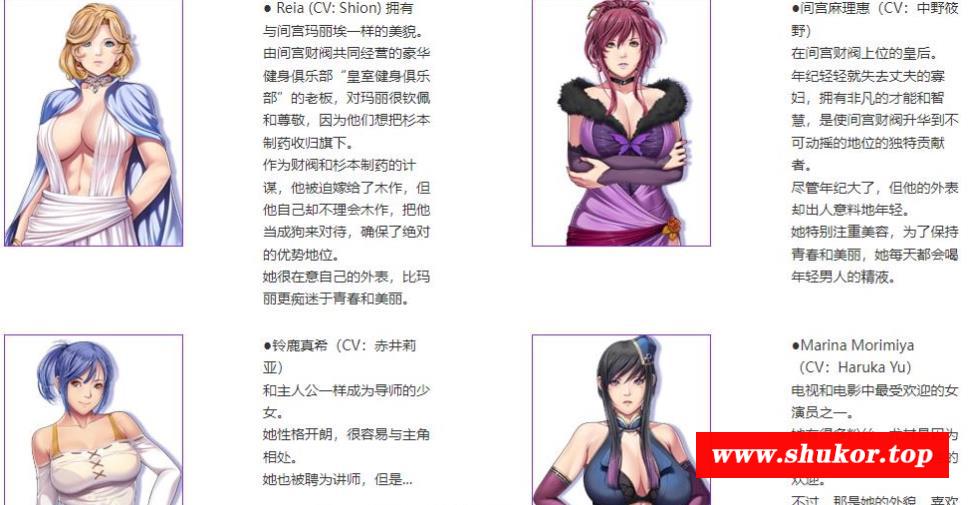 ● Reia (CV: Shion) 拥有
与间宫玛丽埃一样的美貌。
由间宫财阀共同经营的豪华
健身俱乐部“皇室健身俱乐
部”的老板，对玛丽很钦佩
和尊敬，因为他们想把杉本
制药收归旗下。
作为财阀和杉本制药的计
谋，他被迫嫁给了木作，但
他自己却不理会木作，把他
当成狗来对待，确保了绝对
的优势地位。
她很在意自己的外表，比玛
丽更痴迷于青春和美丽。
●间宫麻理惠（CV：中野筱
野）
在间宫财阀上位的皇后。
年纪轻轻就失去丈夫的寡
妇，拥有非凡的才能和智
慧，是使间宫财阀升华到不
可动摇的地位的独特贡献
者。
尽管年纪大了，但他的外表
却出人意料地年轻。
她特别注重美容，为了保持
青春和美丽，她每天都会喝
年轻男人的精液。
●铃鹿真希（CV：赤井莉
亚）
和主人公一样成为导师的少
女。
她性格开朗，很容易与主角
相处。
她也被聘为讲师，但是...
●Marina Morimiya
（CV：Haruka Yu）
电视和电影中最受欢迎的女
演员之一。
www.shukor.top
的
欢迎。
不过，那是她的外貌，喜欢